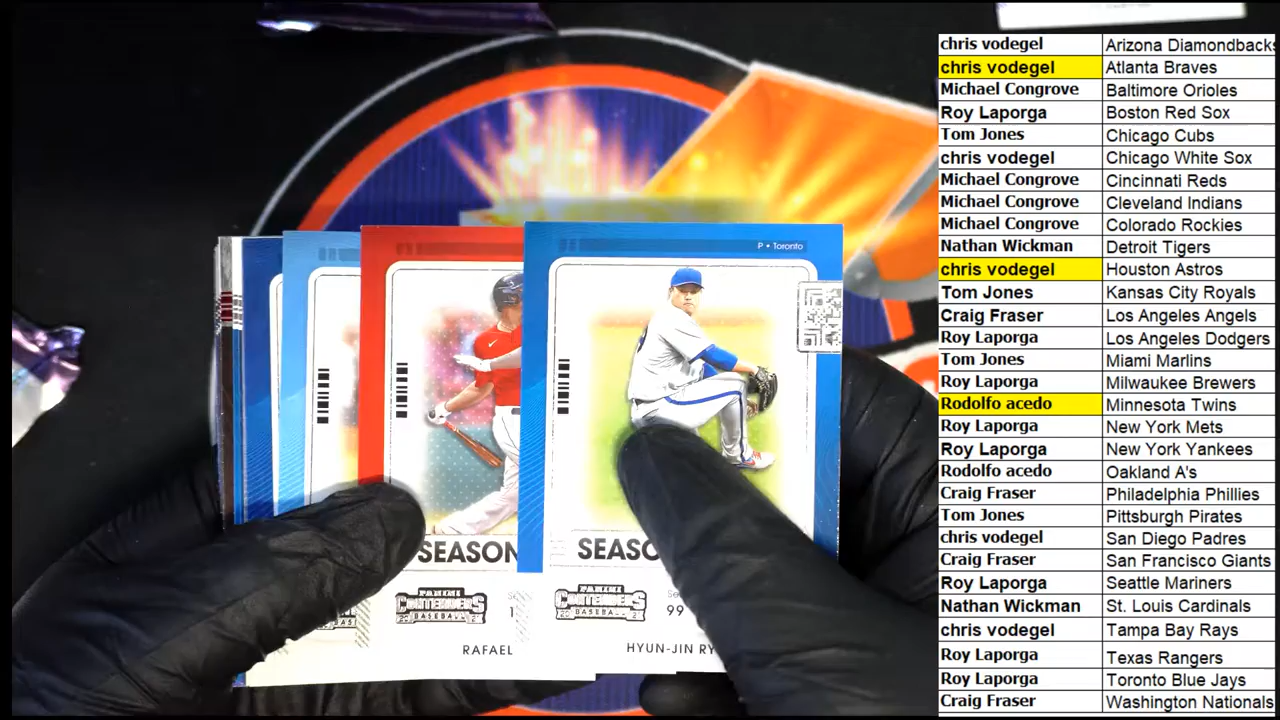 P • Toronto
SEASON
SEASO
PANINI
CONTENDERS
BASEBALL
PANINI
CONTENDERS
BASEBALL
99
RAFAEL
HYUN-JIN RY
chris vodegel Arizona Diamondbacks
chris vodegel Atlanta Braves
Michael Congrove Baltimore Orioles
Roy Laporga Boston Red Sox
Tom Jones Chicago Cubs
chris vodegel Chicago White Sox
Michael Congrove Cincinnati Reds
Michael Congrove Cleveland Indians
Michael Congrove Colorado Rockies
Nathan Wickman Detroit Tigers
chris vodegel Houston Astros
Tom Jones Kansas City Royals
Craig Fraser Los Angeles Angels
Roy Laporga Los Angeles Dodgers
Tom Jones Miami Marlins
Roy Laporga Milwaukee Brewers
Rodolfo acedo Minnesota Twins
Roy Laporga New York Mets
Roy Laporga New York Yankees
Rodolfo acedo Oakland A's
Craig Fraser Philadelphia Phillies
Tom Jones Pittsburgh Pirates
chris vodegel San Diego Padres
Craig Fraser San Francisco Giants
Roy Laporga Seattle Mariners
Nathan Wickman St. Louis Cardinals
chris vodegel Tampa Bay Rays
Roy Laporga Texas Rangers
Roy Laporga Toronto Blue Jays
Craig Fraser Washington Nationals